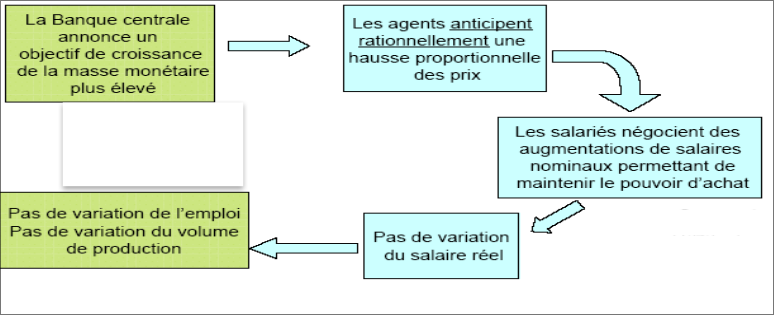 La Banque centrale
annonce un
objectif de croissance
de la masse monétaire
plus élevé
Les agents anticipent
rationnellement une
hausse proportionnelle
des prix
Les salariés négocient des
augmentations de salaires
nominaux permettant de
maintenir le pouvoir d'achat
Pas de variation
du salaire réel
Pas de variation de l'emploi
Pas de variation du volume
de production